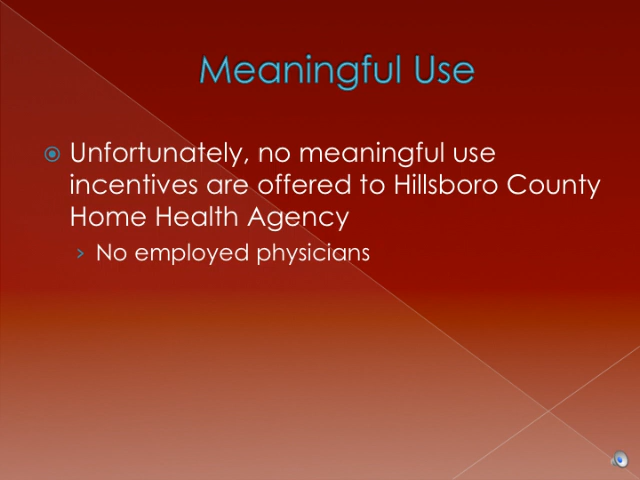 Meaningful Use
Unfortunately, no meaningful use
incentives are offered to Hillsboro County
Home Health Agency
No employed physicians